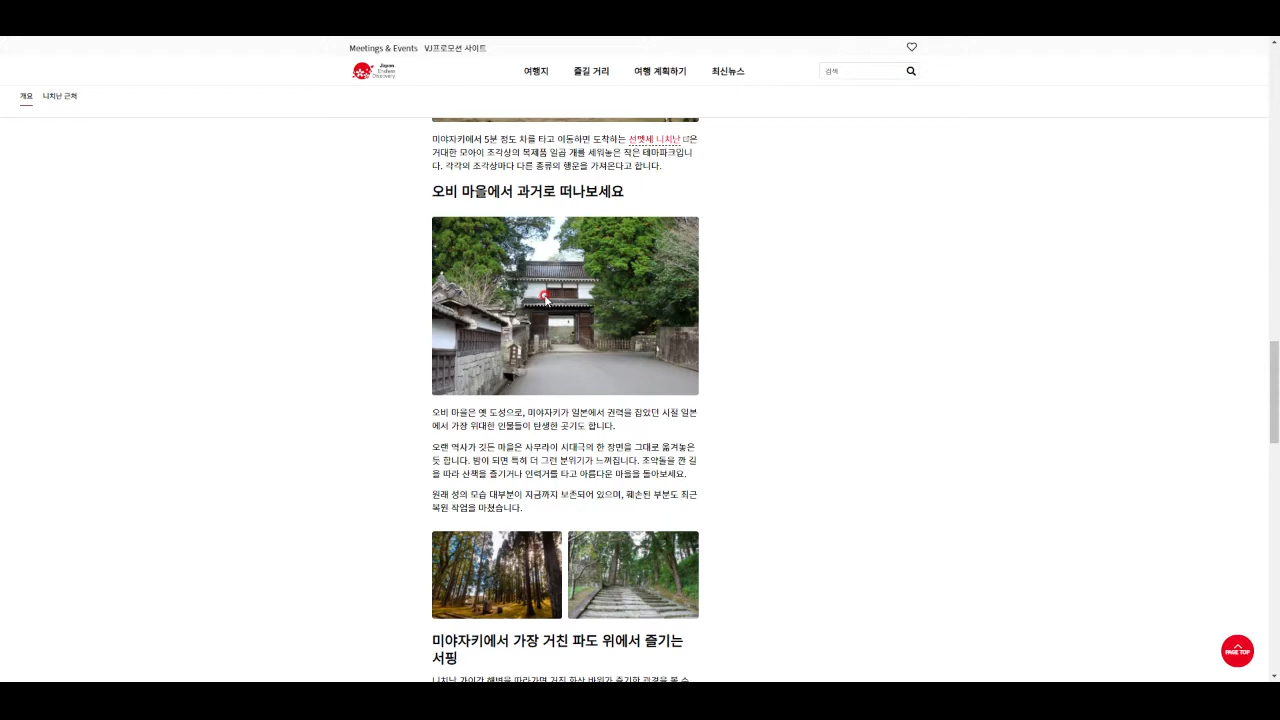 Meetings & Events VJ프로모션 사이트
Japan.
Endless
Discovery.
여행지 즐길 거리 여행 계획하기 최신뉴스
검색
개요 니치난 근처
미야자키에서 5분 정도 차를 타고 이동하면 도착하는 선멧세 니치난 은
거대한 모아이 조각상의 복제품 일곱 개를 세워놓은 작은 테마파크입니
다. 각각의 조각상마다 다른 종류의 행운을 가져온다고 합니다.
오비 마을에서 과거로 떠나보세요
오비 마을은 옛 도성으로, 미야자키가 일본에서 권력을 잡았던 시절 일본
에서 가장 위대한 인물들이 탄생한 곳기도 합니다.
오랜 역사가 깃든 마을은 사무라이 시대극의 한 장면을 그대로 옮겨놓은
듯 합니다. 밤이 되면 특히 더 그런 분위기가 느껴집니다. 조약돌을 깐 길
을 따라 산책을 즐기거나 인력거를 타고 아름다운 마을을 돌아보세요.
원래 성의 모습 대부분이 지금까지 보존되어 있으며, 훼손된 부분도 최근
복원 작업을 마쳤습니다.
미야자키에서 가장 거친 파도 위에서 즐기는
서핑
PAGE TOP